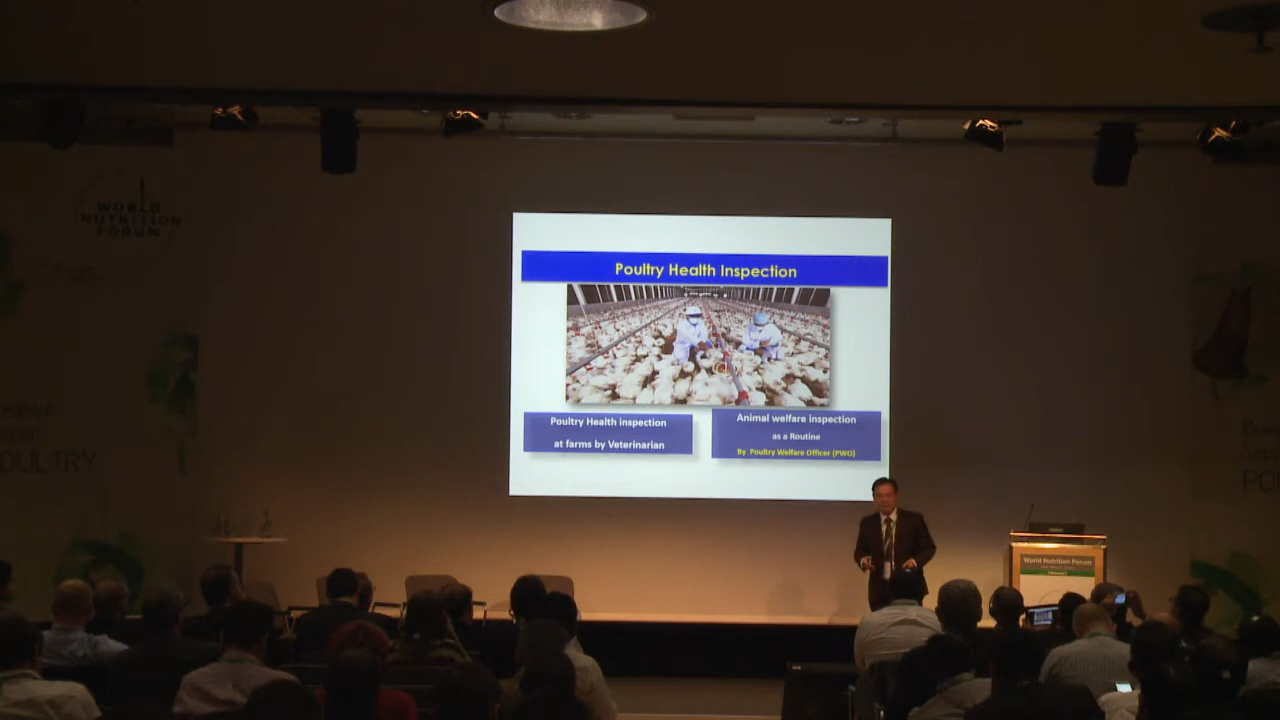 WORLD
NUTRITION
FORUM
Poultry Health Inspection
Poultry Health inspection
at farms by Veterinarian
Animal welfare inspection
as a Routine
By Poultry Welfare Officer (PWO)
World Nutrition Forum
POULTRY